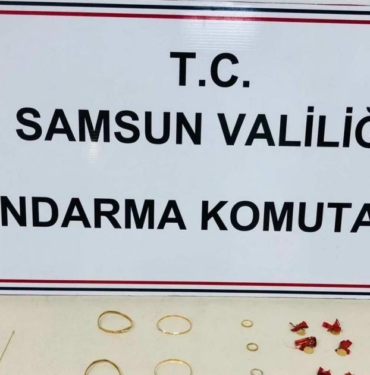 T.C.
SAMSUN VALİLİĞ
NDARMA KOMUTA